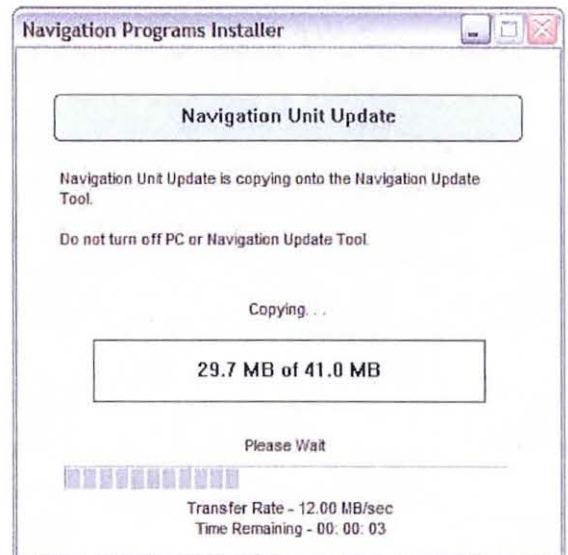 Navigation Programs Installer
Navigation Unit Update
Navigation Unit Update is copying onto the Navigation Update
Tool.
Do not turn off PC or Navigation Update Tool.
Copying. . .
29.7 MB of 41.0 MB
Please Wait
Transfer Rate - 12.00 MB/sec
Time Remaining - 00: 00: 03